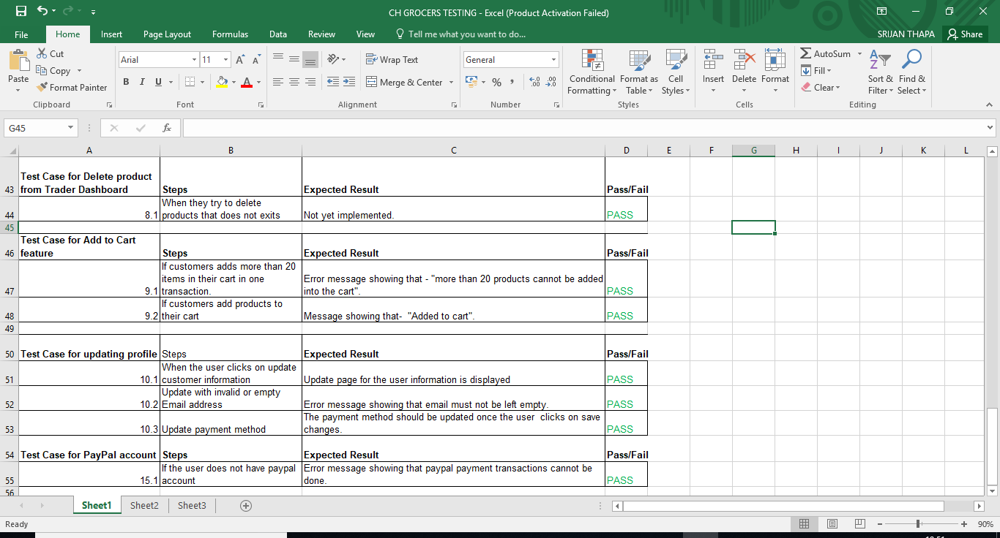 CH GROCERS TESTING - Excel (Product Activation Failed)
File Home Insert Page Layout Formulas Data Review View Tell me what you want to do... SRIJAN THAPA Share
Cut
Copy
Format Painter
Paste
Clipboard
Arial 11
B I U
Font
Wrap Text
Merge & Center
Alignment
General
Number
Conditional Formatting
Format as Table
Cell Styles
Styles
Insert Delete Format
Cells
AutoSum
Fill
Clear
Sort & Filter
Find & Select
Editing
G45
fx
A B C D E F G H I J K L
43 Test Case for Delete product from Trader Dashboard Steps Expected Result Pass/Fail
44 8.1 When they try to delete products that does not exits Not yet implemented. PASS
45
46 Test Case for Add to Cart feature Steps Expected Result Pass/Fail
47 9.1 If customers adds more than 20 items in their cart in one transaction. Error message showing that - "more than 20 products cannot be added into the cart". PASS
48 9.2 If customers add products to their cart Message showing that- "Added to cart". PASS
49
50 Test Case for updating profile Steps Expected Result Pass/Fail
51 10.1 When the user clicks on update customer information Update page for the user information is displayed PASS
52 10.2 Update with invalid or empty Email address Error message showing that email must not be left empty. PASS
53 10.3 Update payment method The payment method should be updated once the user clicks on save changes. PASS
54 Test Case for PayPal account Steps Expected Result Pass/Fail
55 15.1 If the user does not have paypal account Error message showing that paypal payment transactions cannot be done. PASS
56
Sheet1 Sheet2 Sheet3
Ready 90%